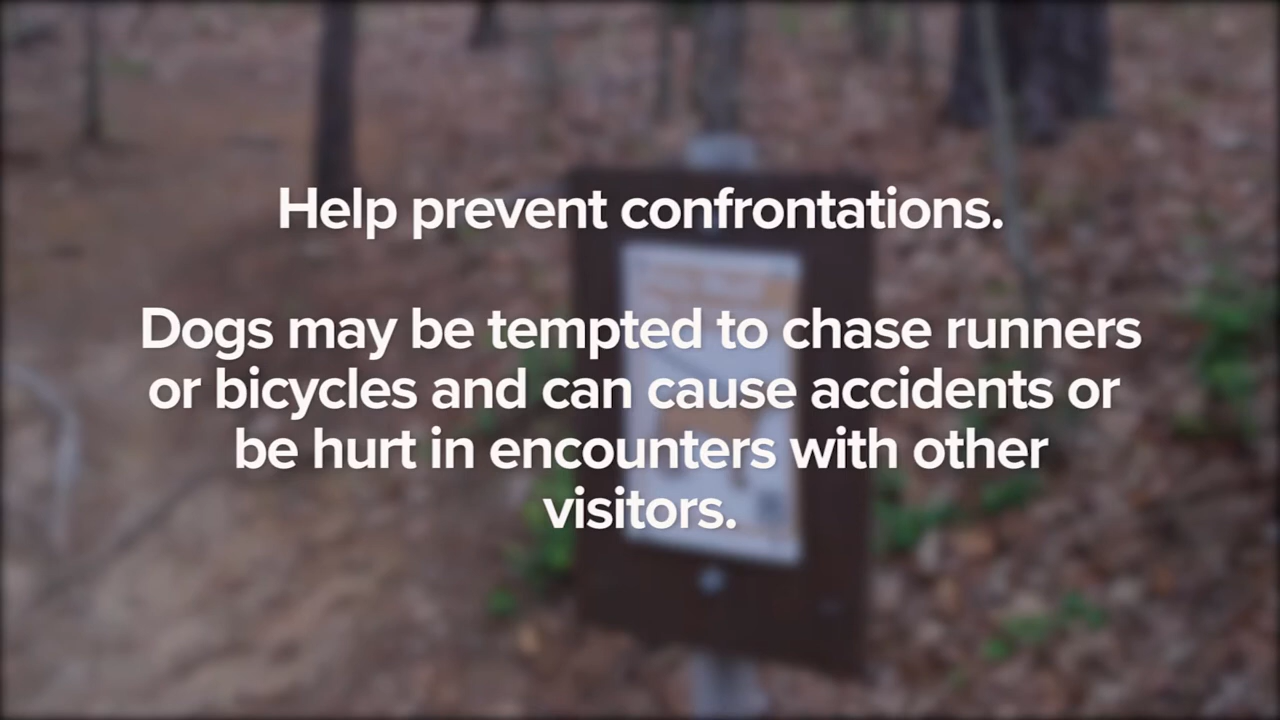 Help prevent confrontations.
Dogs may be tempted to chase runners
or bicycles and can cause accidents or
be hurt in encounters with other
visitors.